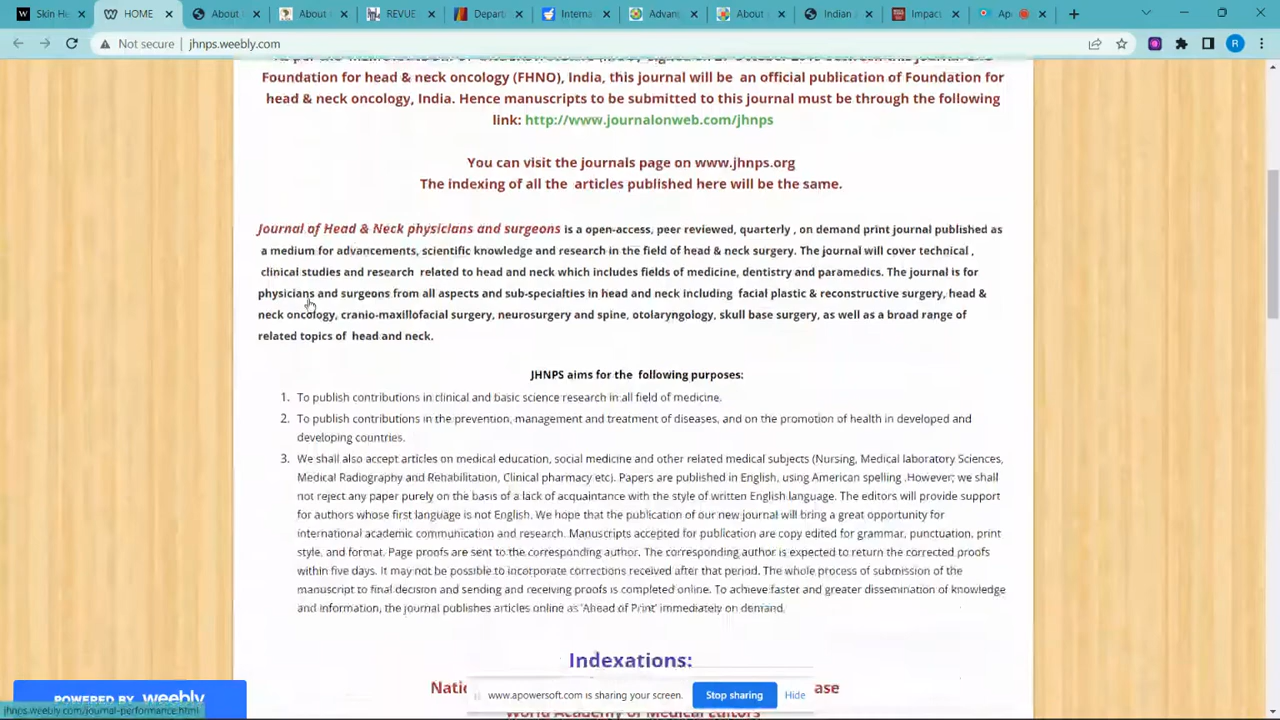 Skin He
HOME
About
About
REVUE
Depart
Interna
Advan
About
Indian
Impac
Ap
Not secure
jhnps.weebly.com
R
Foundation for head & neck oncology (FHNO), India, this journal will be an official publication of Foundation for
head & neck oncology, India. Hence manuscripts to be submitted to this journal must be through the following
link: http://www.journalonweb.com/jhnps
You can visit the journals page on www.jhnps.org
The indexing of all the articles published here will be the same.
Journal of Head & Neck physicians and surgeons is a open-access, peer reviewed, quarterly , on demand print journal published as
a medium for advancements, scientific knowledge and research in the field of head & neck surgery. The journal will cover technical ,
clinical studies and research related to head and neck which includes fields of medicine, dentistry and paramedics. The journal is for
physicians and surgeons from all aspects and sub-specialties in head and neck including facial plastic & reconstructive surgery, head &
neck oncology, cranio-maxillofacial surgery, neurosurgery and spine, otolaryngology, skull base surgery, as well as a broad range of
related topics of head and neck.
JHNPS aims for the following purposes:
1. To publish contributions in clinical and basic science research in all field of medicine.
2. To publish contributions in the prevention, management and treatment of diseases, and on the promotion of health in developed and
developing countries.
3. We shall also accept articles on medical education, social medicine and other related medical subjects (Nursing, Medical laboratory Sciences,
Medical Radiography and Rehabilitation, Clinical pharmacy etc). Papers are published in English, using American spelling .However, we shall
not reject any paper purely on the basis of a lack of acquaintance with the style of written English language. The editors will provide support
for authors whose first language is not English. We hope that the publication of our new journal will bring a great opportunity for
international academic communication and research. Manuscripts accepted for publication are copy edited for grammar, punctuation, print
style, and format. Page proofs are sent to the corresponding author. The corresponding author is expected to return the corrected proofs
within five days. It may not be possible to incorporate corrections received after that period. The whole process of submission of the
manuscript to final decision and sending and receiving proofs is completed online. To achieve faster and greater dissemination of knowledge
and information, the journal publishes articles online as 'Ahead of Print' immediately on demand.
Indexations:
www.apowersoft.com is sharing your screen.
Stop sharing
Hide
World Academy of Medical Editors
POWERED BY weebly
jhnps.weebly.com/journal-performance.html